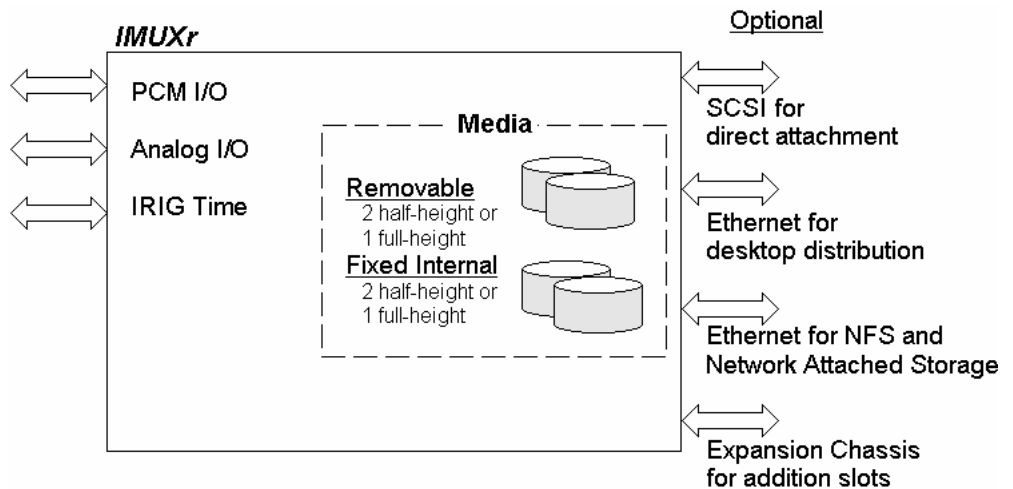 IMUXr
PCM I/O
Analog I/O
IRIG Time
Media
Removable
2 half-height or
1 full-height
Fixed Internal
2 half-height or
1 full-height
Optional
SCSI for
direct attachment
Ethernet for
desktop distribution
Ethernet for NFS and
Network Attached Storage
Expansion Chassis
for addition slots